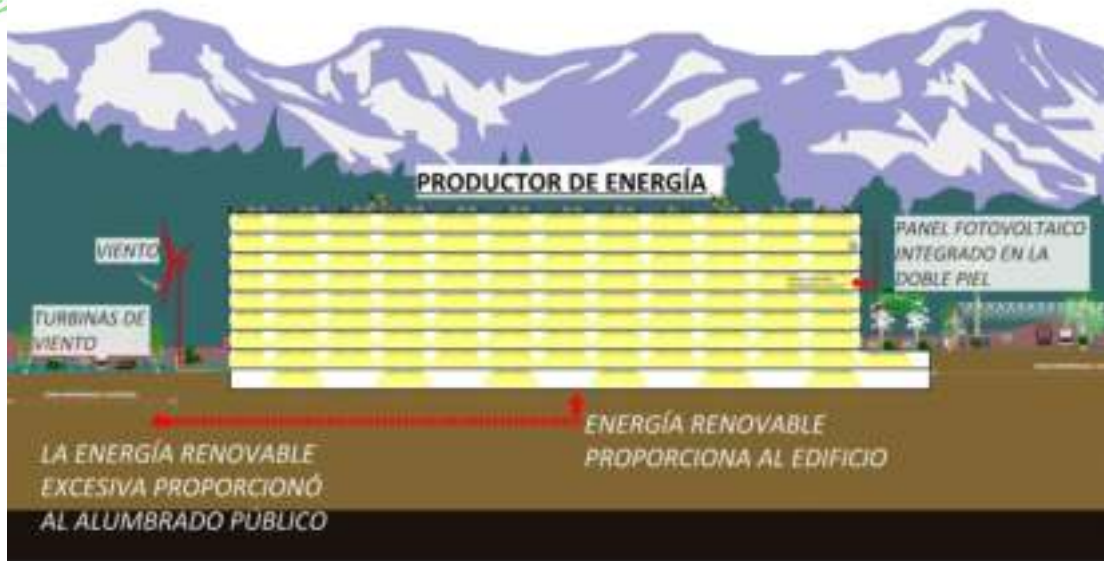 PRODUCTOR DE ENERGÍA
VIENTO
TURBINAS DE
VIENTO
PANEL FOTOVOLTAICO
INTEGRADO EN LA
DOBLE PIEL
ENERGÍA RENOVABLE
PROPORCIONA AL EDIFICIO
LA ENERGÍA RENOVABLE
EXCESIVA PROPORCIONÓ
AL ALUMBRADO PÚBLICO